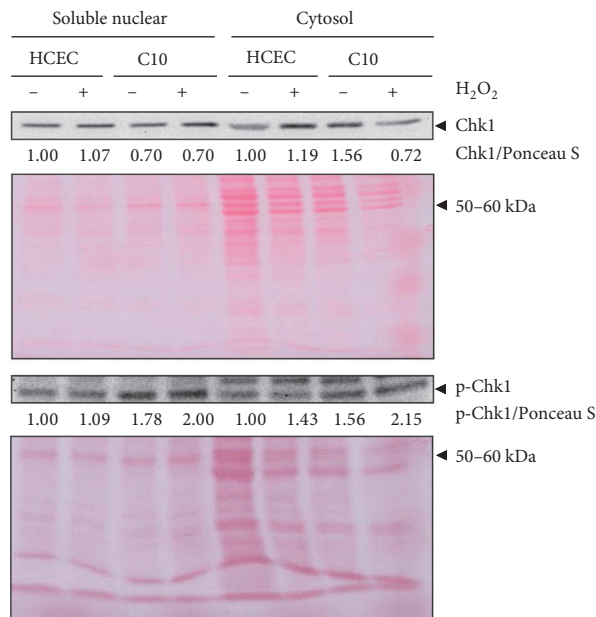 Soluble nuclear Cytosol
HCEC C10 HCEC C10
– + – + – + – + H₂O₂
Chk1
1.00 1.07 0.70 0.70 1.00 1.19 1.56 0.72 Chk1/Ponceau S
50–60 kDa
p-Chk1
1.00 1.09 1.78 2.00 1.00 1.43 1.56 2.15 p-Chk1/Ponceau S
50–60 kDa